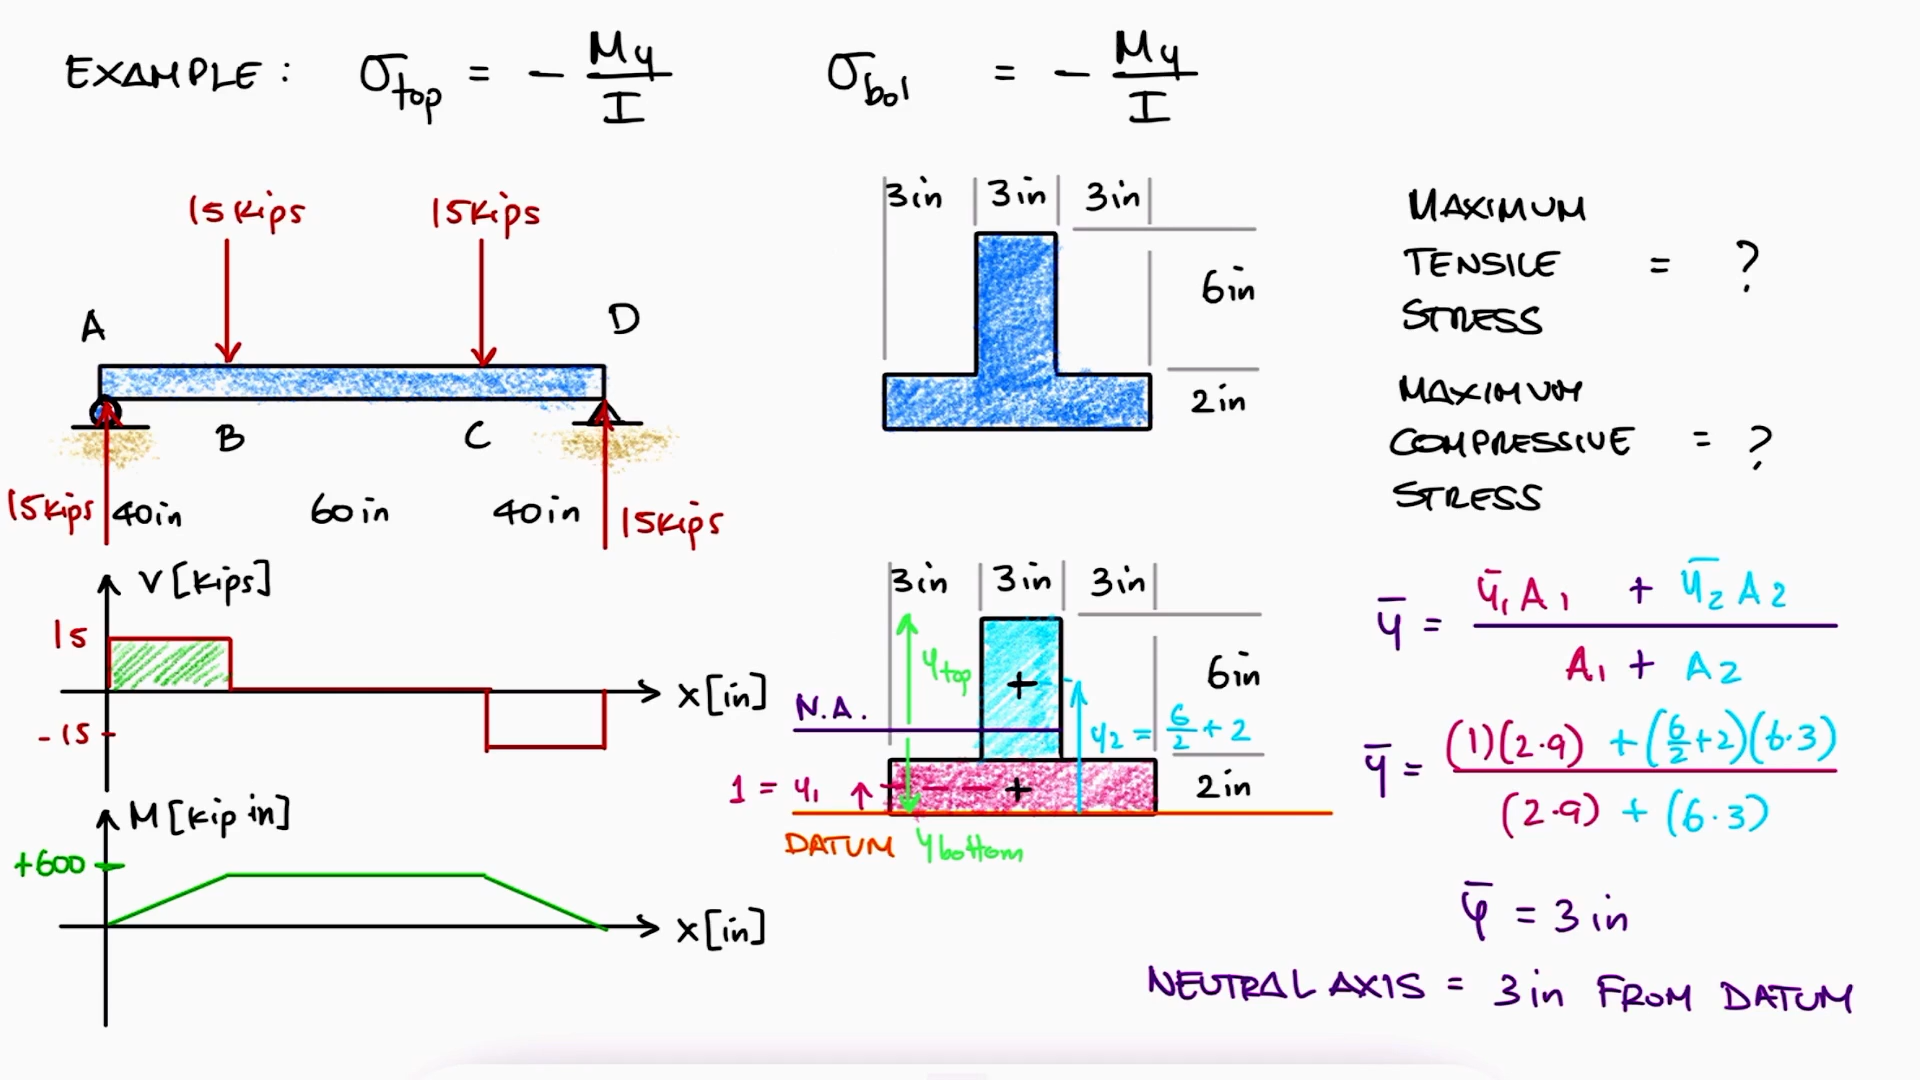 EXAMPLE: σtop = - My/I
σbot = - My/I
15 kips 15 kips
A D
B C
15 kips 40 in 60 in 40 in 15 kips
3 in 3 in 3 in
6 in
2 in
MAXIMUM
TENSILE = ?
STRESS
MAXIMUM
COMPRESSIVE = ?
STRESS
V [kips]
15
-15
x [in]
M [kip in]
+600
x [in]
3 in 3 in 3 in
ytop
6 in
N.A.
y2 = 6/2 + 2
1 = y1
2 in
DATUM ybottom
ȳ = (ȳ1 A1 + ȳ2 A2)/(A1 + A2)
ȳ = ((1)(2·9) + (6/2+2)(6·3))/((2·9) + (6·3))
ȳ = 3 in
NEUTRAL AXIS = 3 in FROM DATUM